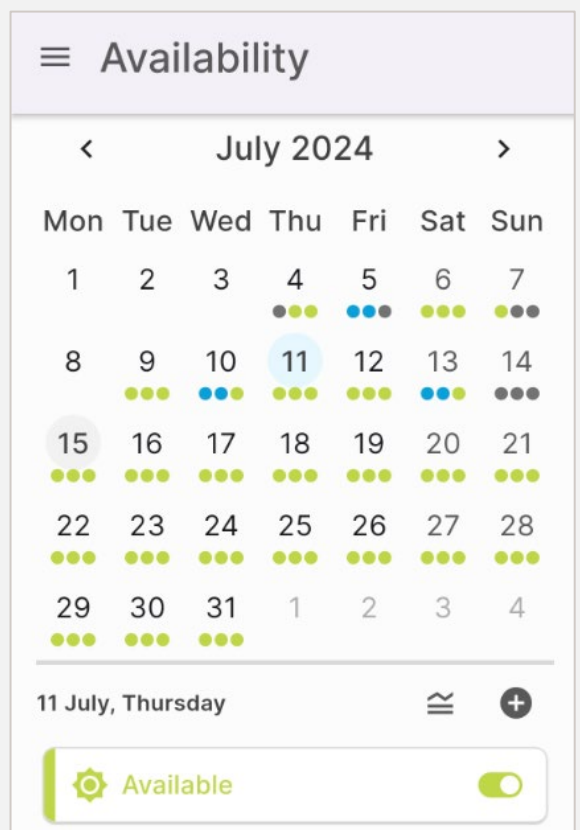 Availability
July 2024
Mon Tue Wed Thu Fri Sat Sun
1 2 3 4 5 6 7
8 9 10 11 12 13 14
15 16 17 18 19 20 21
22 23 24 25 26 27 28
29 30 31 1 2 3 4
11 July, Thursday
Available